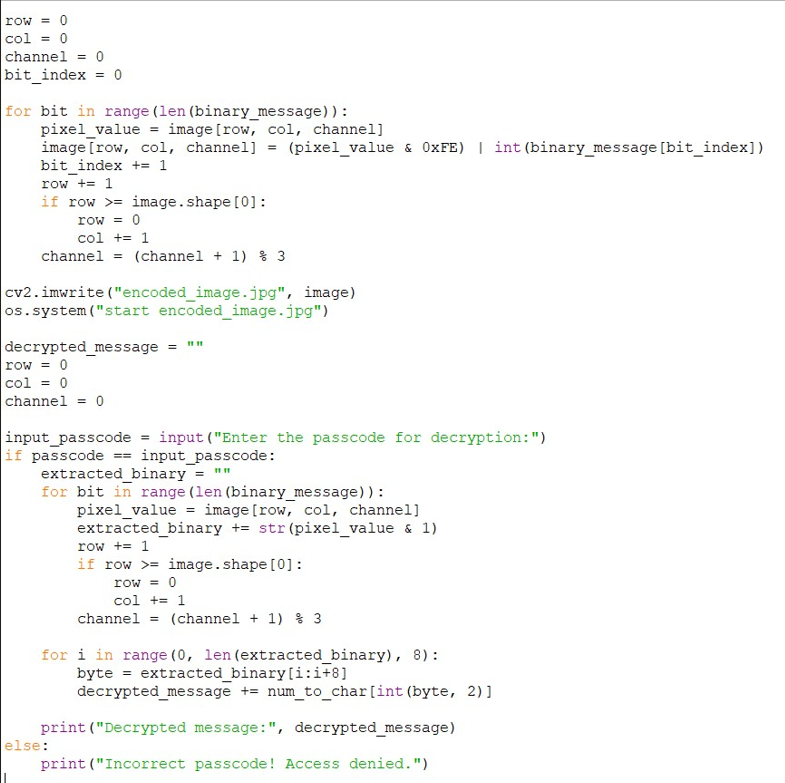 row = 0
col = 0
channel = 0
bit_index = 0

for bit in range(len(binary_message)):
    pixel_value = image[row, col, channel]
    image[row, col, channel] = (pixel_value & 0xFE) | int(binary_message[bit_index])
    bit_index += 1
    row += 1
    if row >= image.shape[0]:
        row = 0
        col += 1
    channel = (channel + 1) % 3

cv2.imwrite("encoded_image.jpg", image)
os.system("start encoded_image.jpg")

decrypted_message = ""
row = 0
col = 0
channel = 0

input_passcode = input("Enter the passcode for decryption:")
if passcode == input_passcode:
    extracted_binary = ""
    for bit in range(len(binary_message)):
        pixel_value = image[row, col, channel]
        extracted_binary += str(pixel_value & 1)
        row += 1
        if row >= image.shape[0]:
            row = 0
            col += 1
        channel = (channel + 1) % 3

    for i in range(0, len(extracted_binary), 8):
        byte = extracted_binary[i:i+8]
        decrypted_message += num_to_char[int(byte, 2)]

    print("Decrypted message:", decrypted_message)
else:
    print("Incorrect passcode! Access denied.")